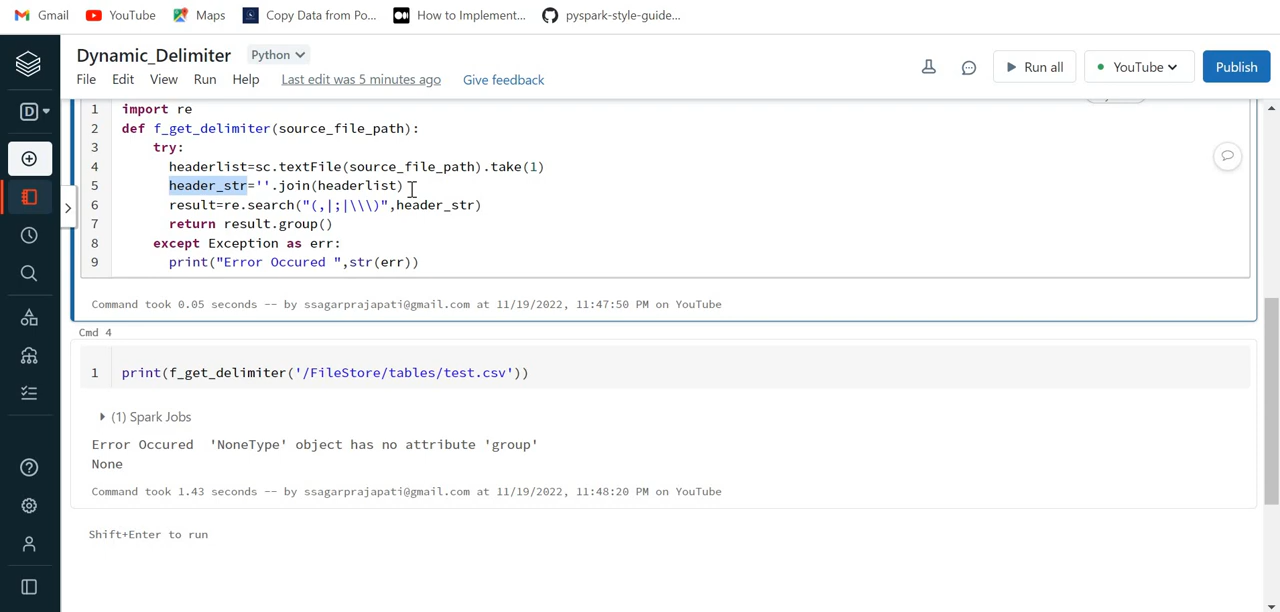 Gmail YouTube Maps Copy Data from Po... How to Implement... pyspark-style-guide...
Dynamic_Delimiter Python
File Edit View Run Help Last edit was 5 minutes ago Give feedback
Run all YouTube Publish
D
1 import re
2 def f_get_delimiter(source_file_path):
3 try:
4 headerlist=sc.textFile(source_file_path).take(1)
5 header_str=''.join(headerlist)
6 result=re.search("(,|;|\\\)",header_str)
7 return result.group()
8 except Exception as err:
9 print("Error Occured ",str(err))
Command took 0.05 seconds -- by ssagarprajapati@gmail.com at 11/19/2022, 11:47:50 PM on YouTube
Cmd 4
1 print(f_get_delimiter('/FileStore/tables/test.csv'))
(1) Spark Jobs
Error Occured 'NoneType' object has no attribute 'group'
None
Command took 1.43 seconds -- by ssagarprajapati@gmail.com at 11/19/2022, 11:48:20 PM on YouTube
Shift+Enter to run